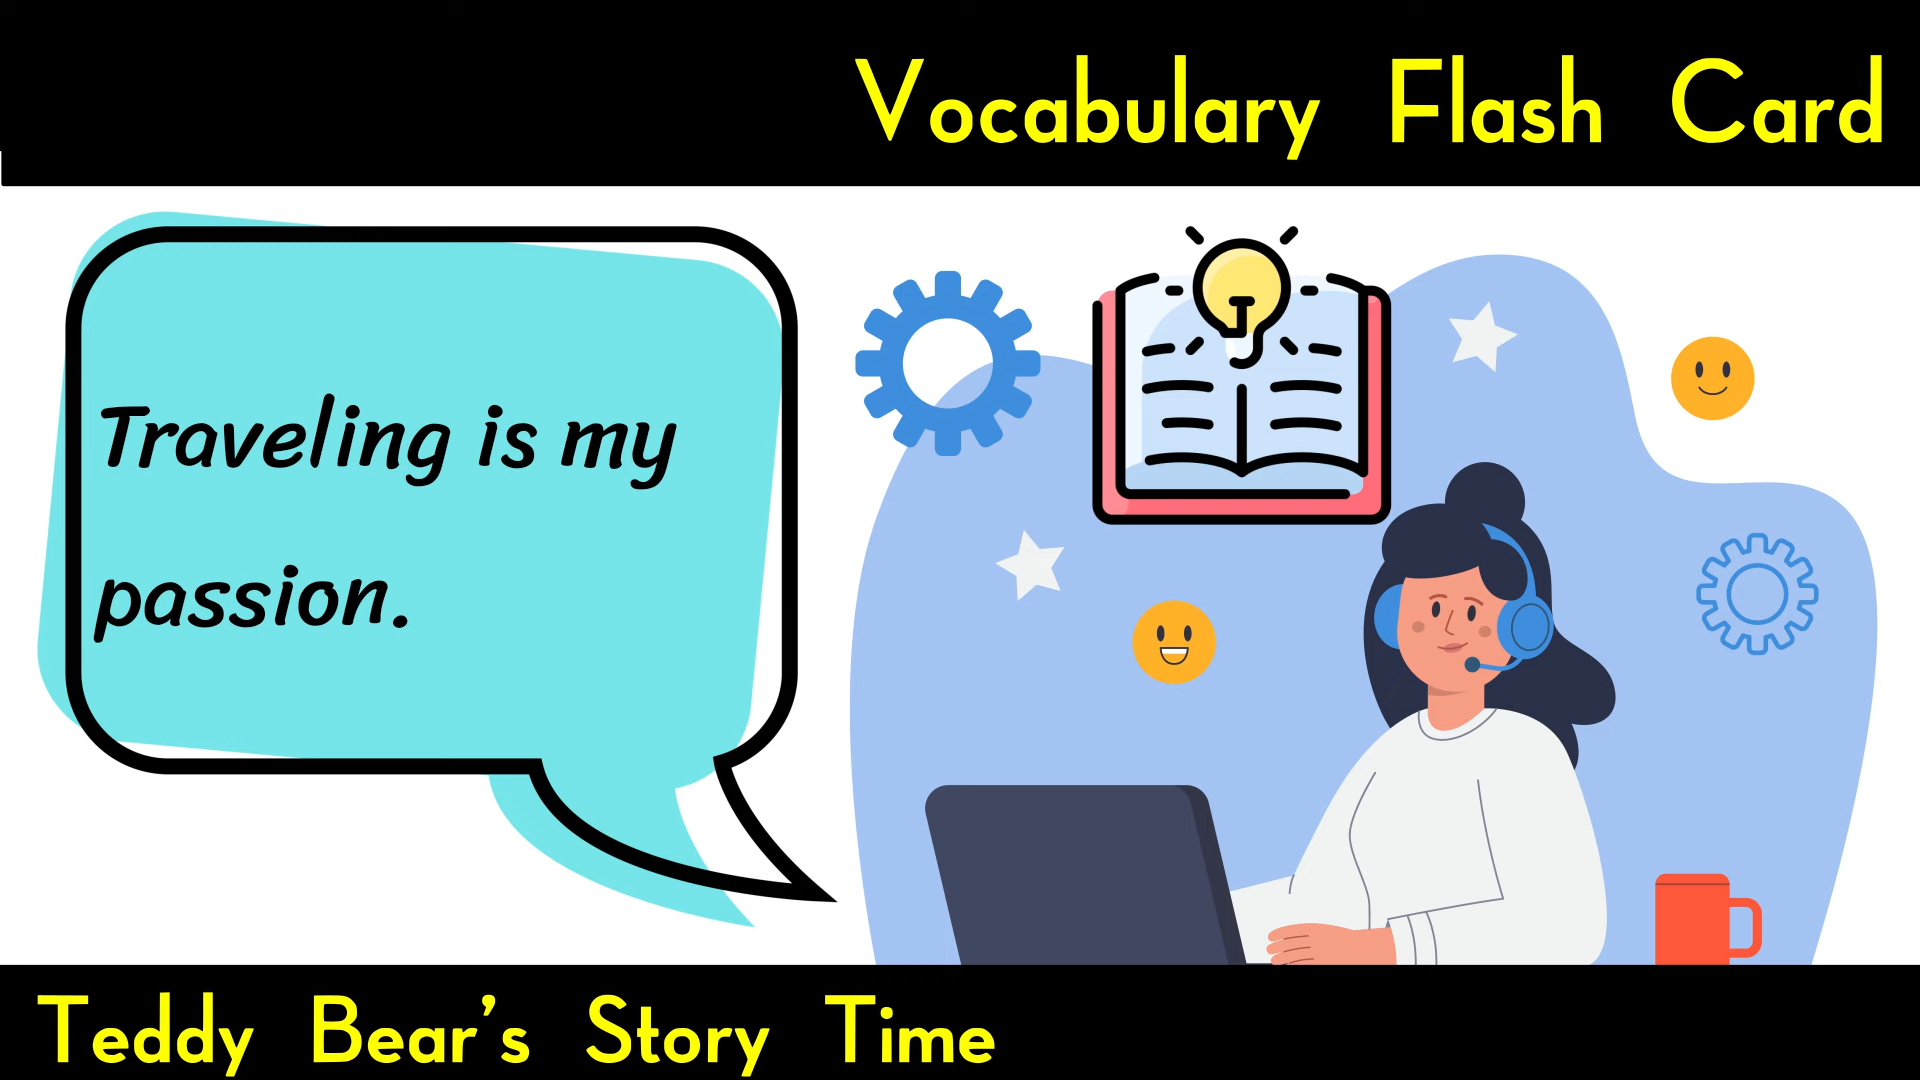 Vocabulary Flash Card
Traveling is my
passion.
Teddy Bear's Story Time